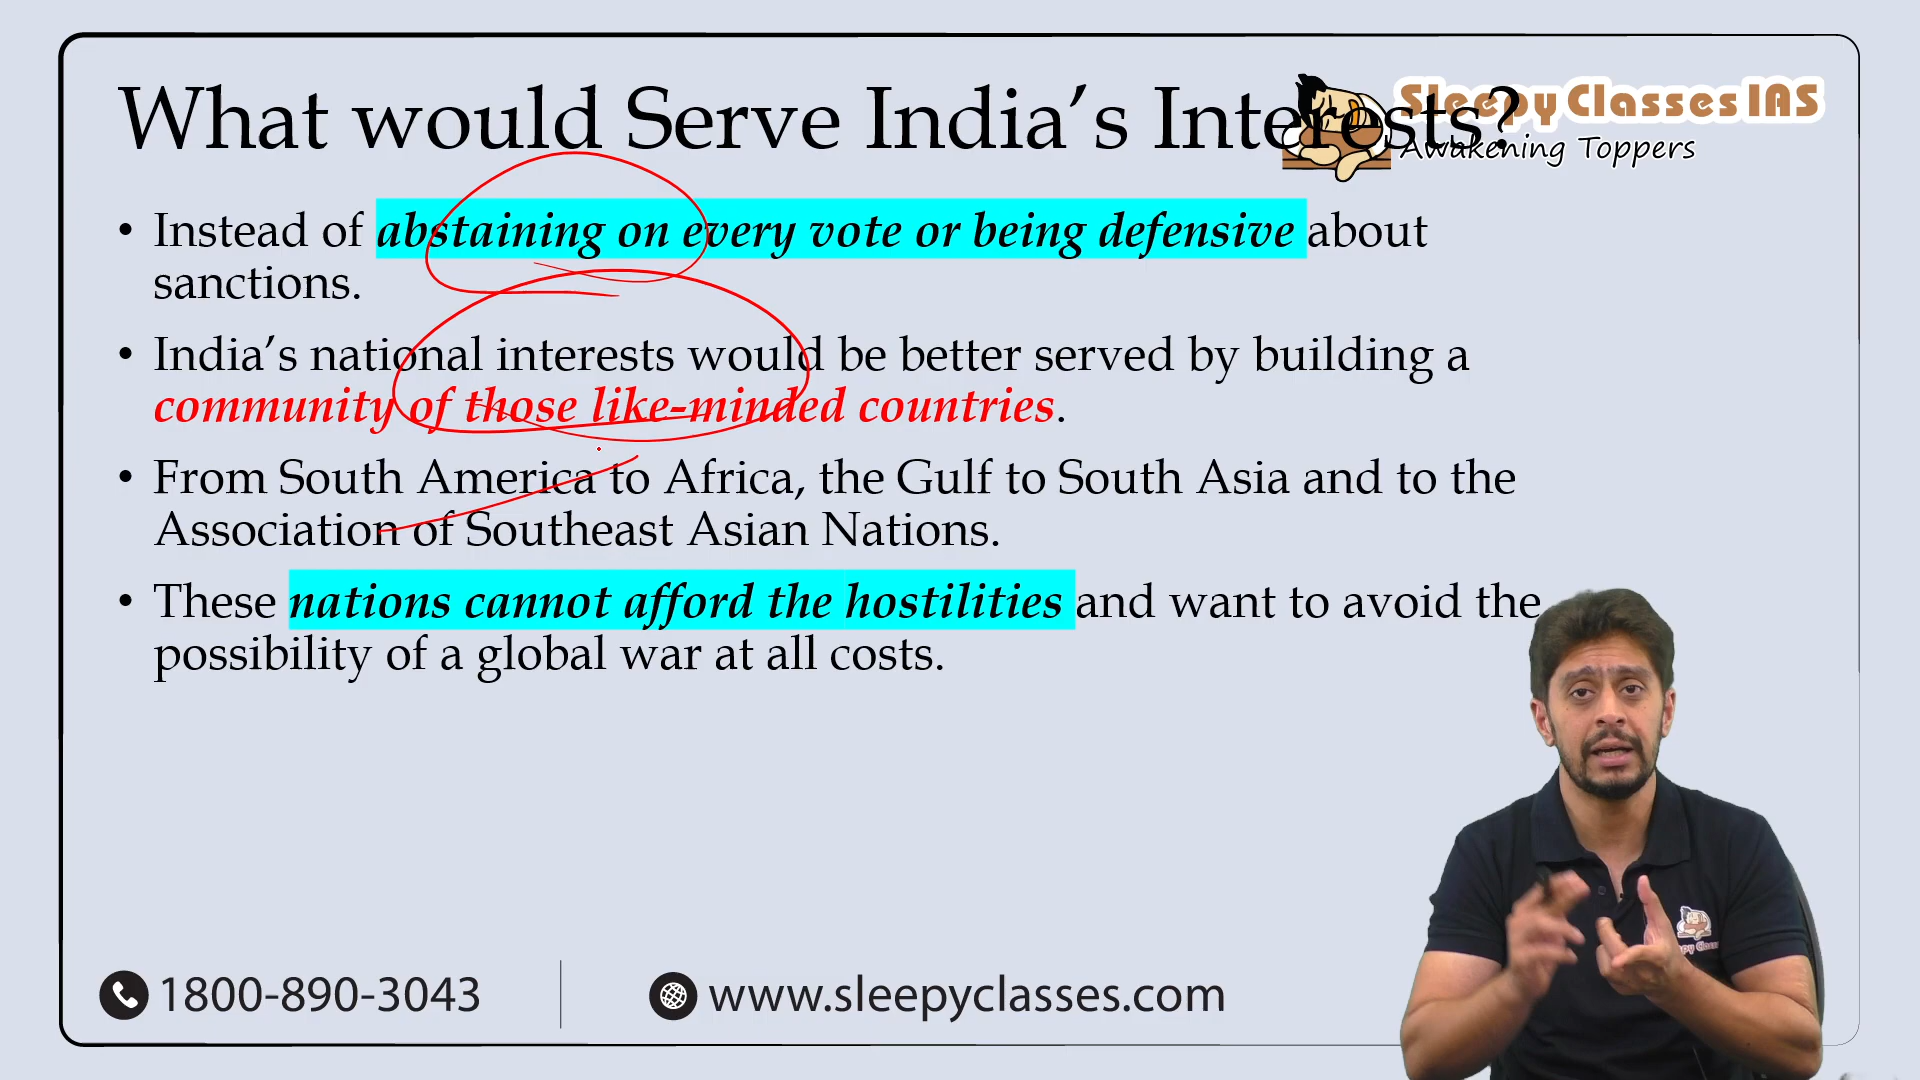 What would Serve India’s Interests?
Sleepy Classes IAS
Awakening Toppers
• Instead of abstaining on every vote or being defensive about
sanctions.
• India’s national interests would be better served by building a
community of those like-minded countries.
• From South America to Africa, the Gulf to South Asia and to the
Association of Southeast Asian Nations.
• These nations cannot afford the hostilities and want to avoid the
possibility of a global war at all costs.
1800-890-3043
www.sleepyclasses.com